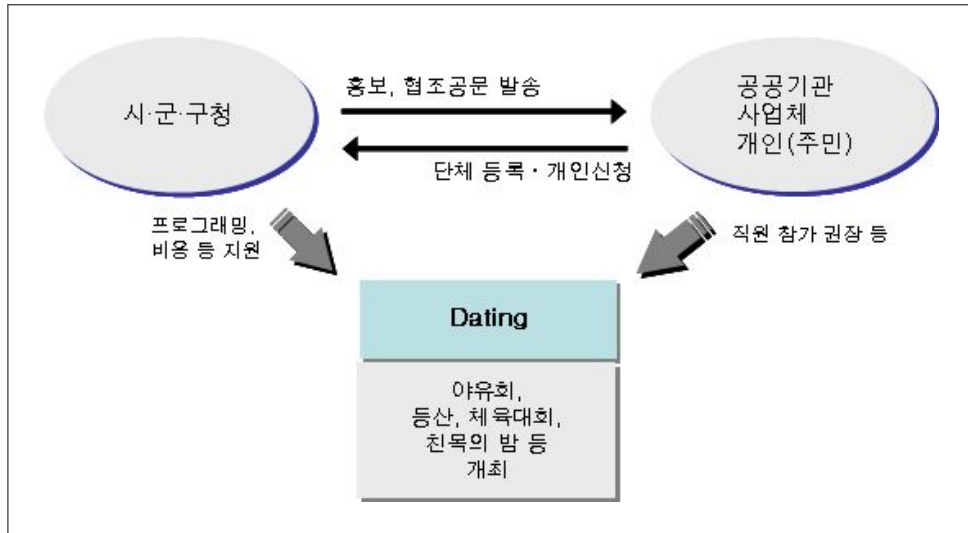 시·군·구청
홍보, 협조공문 발송
공공기관
사업체
개인(주민)
단체 등록·개인신청
프로그래밍,
비용 등 지원
직원 참가 권장 등
Dating
야유회,
등산, 체육대회,
친목의 밤 등
개최